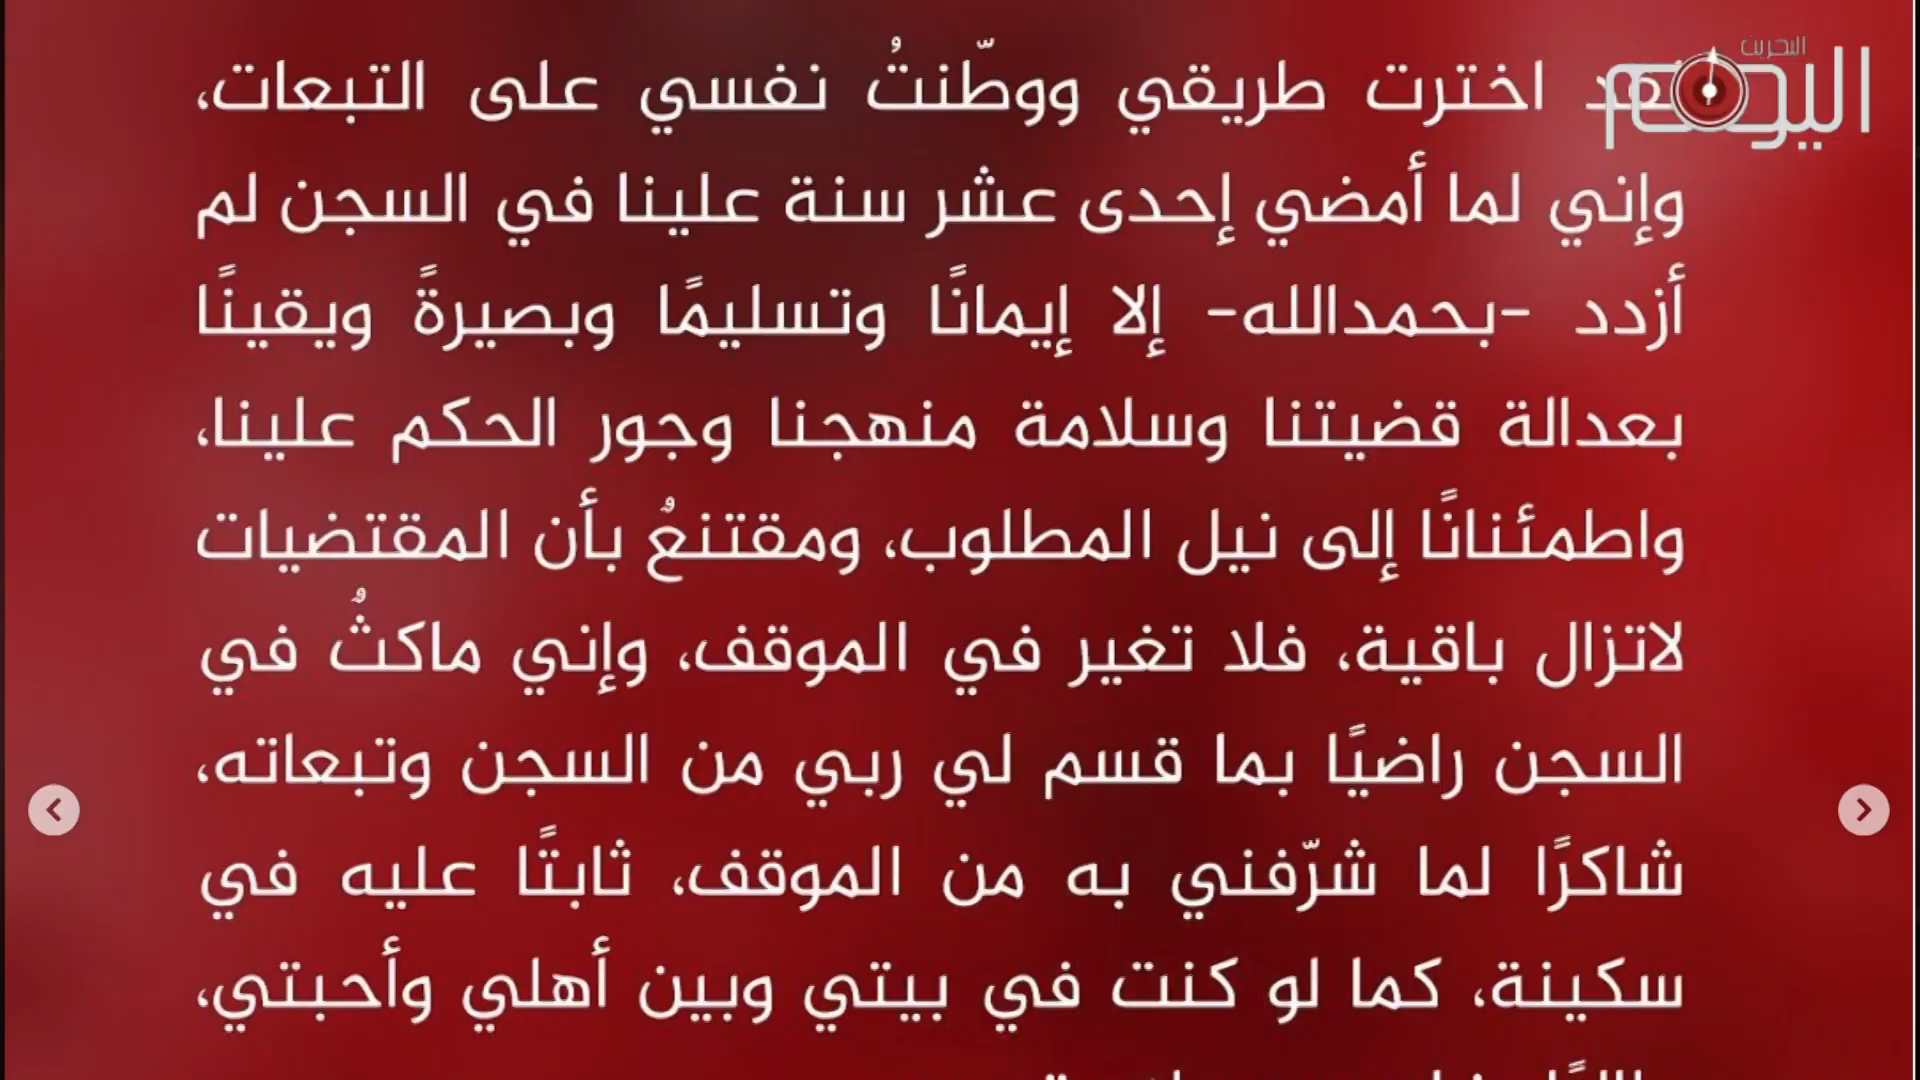 البحرين
اليوم
لقد اخترت طريقي ووطّنتُ نفسي على التبعات،
وإني لما أمضي إحدى عشر سنة علينا في السجن لم
أزدد -بحمدالله- إلا إيمانًا وتسليمًا وبصيرةً ويقينًا
بعدالة قضيتنا وسلامة منهجنا وجور الحكم علينا،
واطمئنانًا إلى نيل المطلوب، ومقتنعٌ بأن المقتضيات
لاتزال باقية، فلا تغير في الموقف، وإني ماكثٌ في
السجن راضيًا بما قسم لي ربي من السجن وتبعاته،
شاكرًا لما شرّفني به من الموقف، ثابتًا عليه في
سكينة، كما لو كنت في بيتي وبين أهلي وأحبتي،